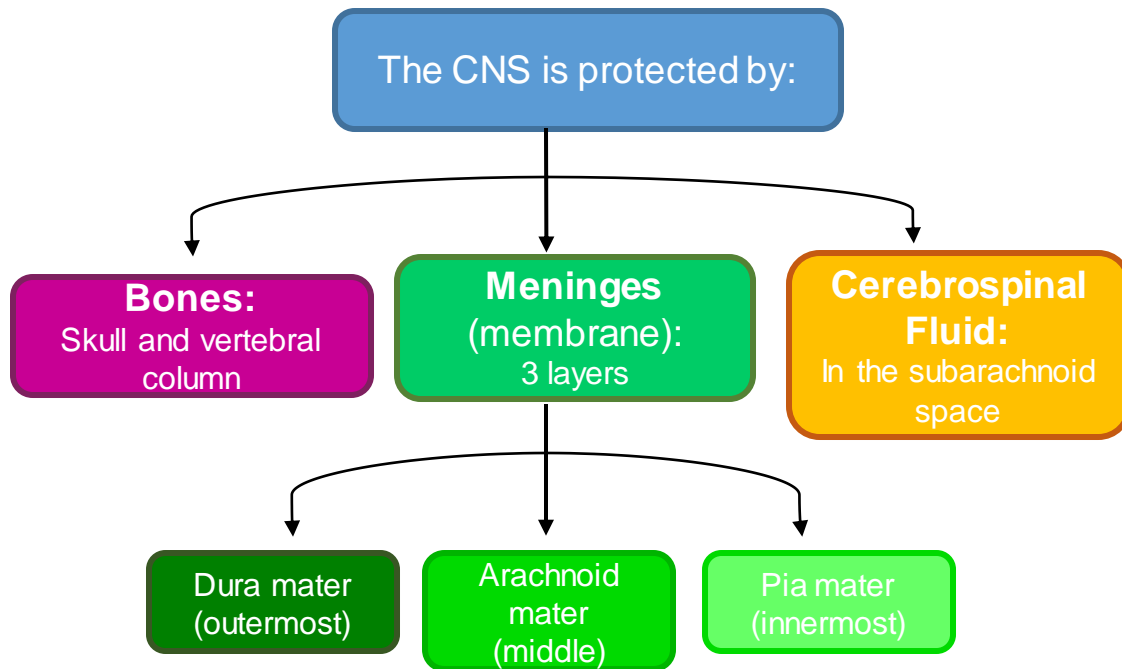 The CNS is protected by:
Bones:
Skull and vertebral
column
Meninges
(membrane):
3 layers
Cerebrospinal
Fluid:
In the subarachnoid
space
Dura mater
(outermost)
Arachnoid
mater
(middle)
Pia mater
(innermost)